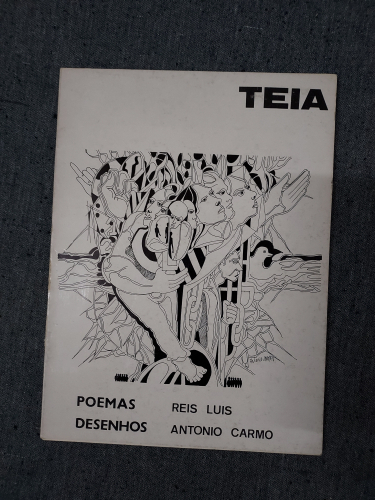 TEIA
POEMAS REIS LUIS
DESENHOS ANTONIO CARMO